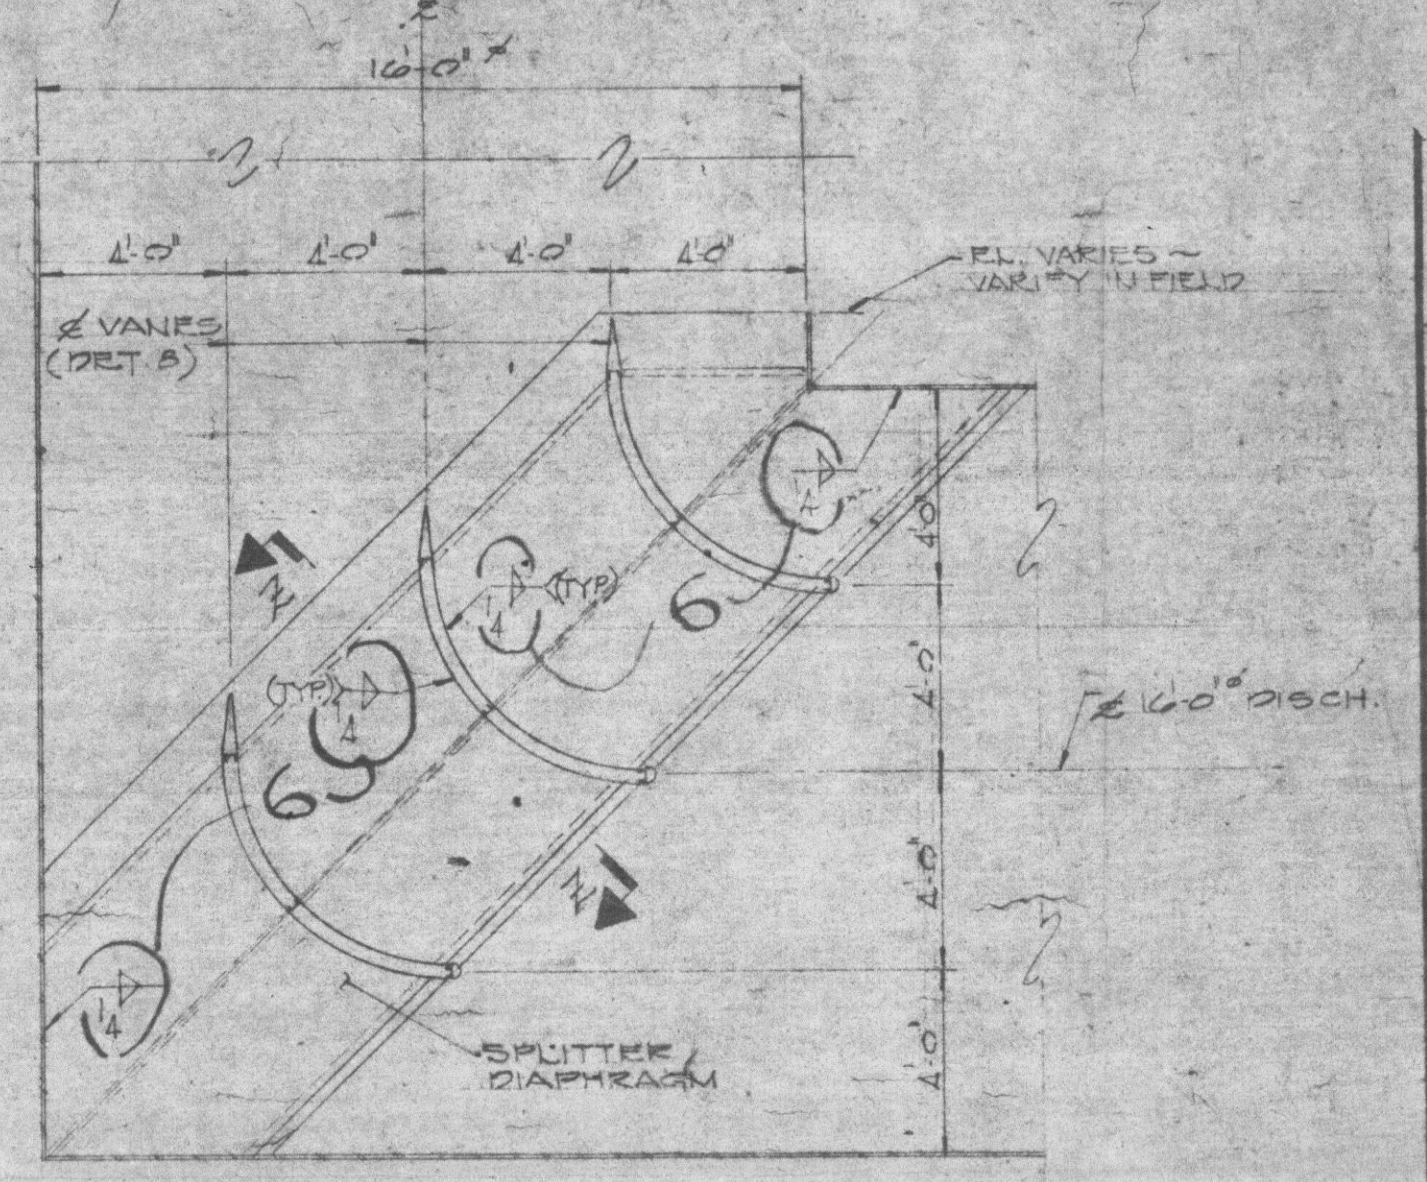 ℄
16'-0" ø
4'-0" 4'-0" 4'-0" 4'-0"
EL. VARIES ~
VARIFY IN FIELD
℄ VANES
(DET. B)
1/4
4'-0"
1/4 (TYP)
6
(TYP.) 1/4
6
4'-0"
℄ 16'-0" ø DISCH.
4'-0"
1/4
SPLITTER
DIAPHRAGM
4'-0"